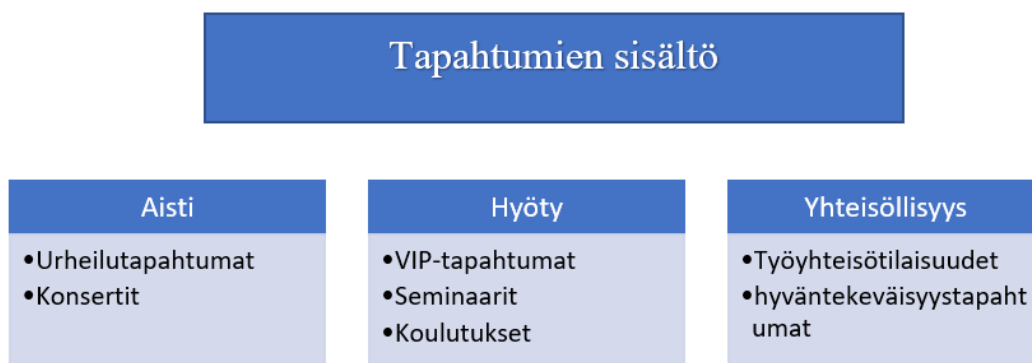 Tapahtumien sisältö
Aisti
•Urheilutapahtumat
•Konsertit
Hyöty
•VIP-tapahtumat
•Seminaarit
•Koulutukset
Yhteisöllisyys
•Työyhteisötilaisuudet
•hyväntekeväisyystapaht
umat